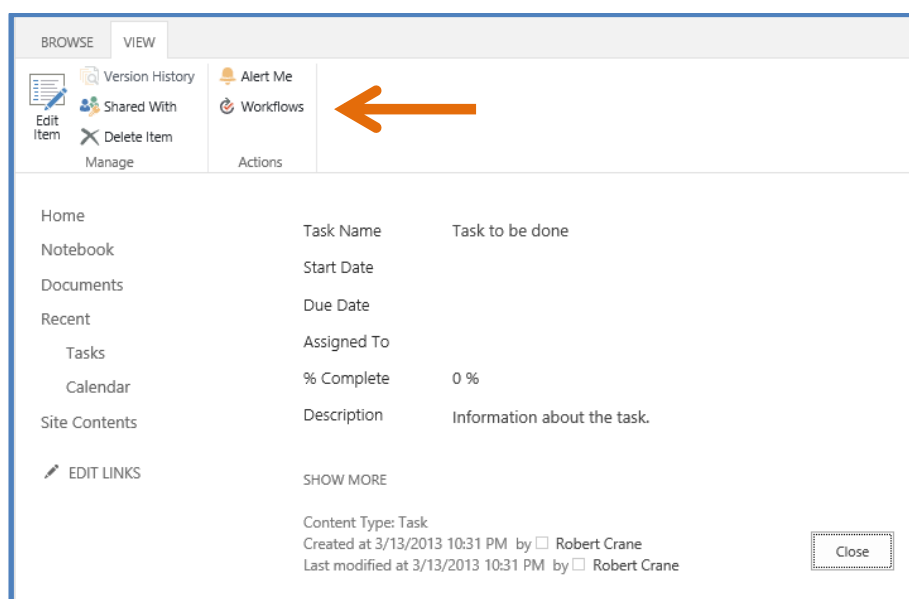 BROWSE VIEW
Version History
Shared With
Delete Item
Edit
Item
Manage
Alert Me
Workflows
Actions
Home
Notebook
Documents
Recent
Tasks
Calendar
Site Contents
EDIT LINKS
Task Name Task to be done
Start Date
Due Date
Assigned To
% Complete 0 %
Description Information about the task.
SHOW MORE
Content Type: Task
Created at 3/13/2013 10:31 PM by Robert Crane
Last modified at 3/13/2013 10:31 PM by Robert Crane
Close